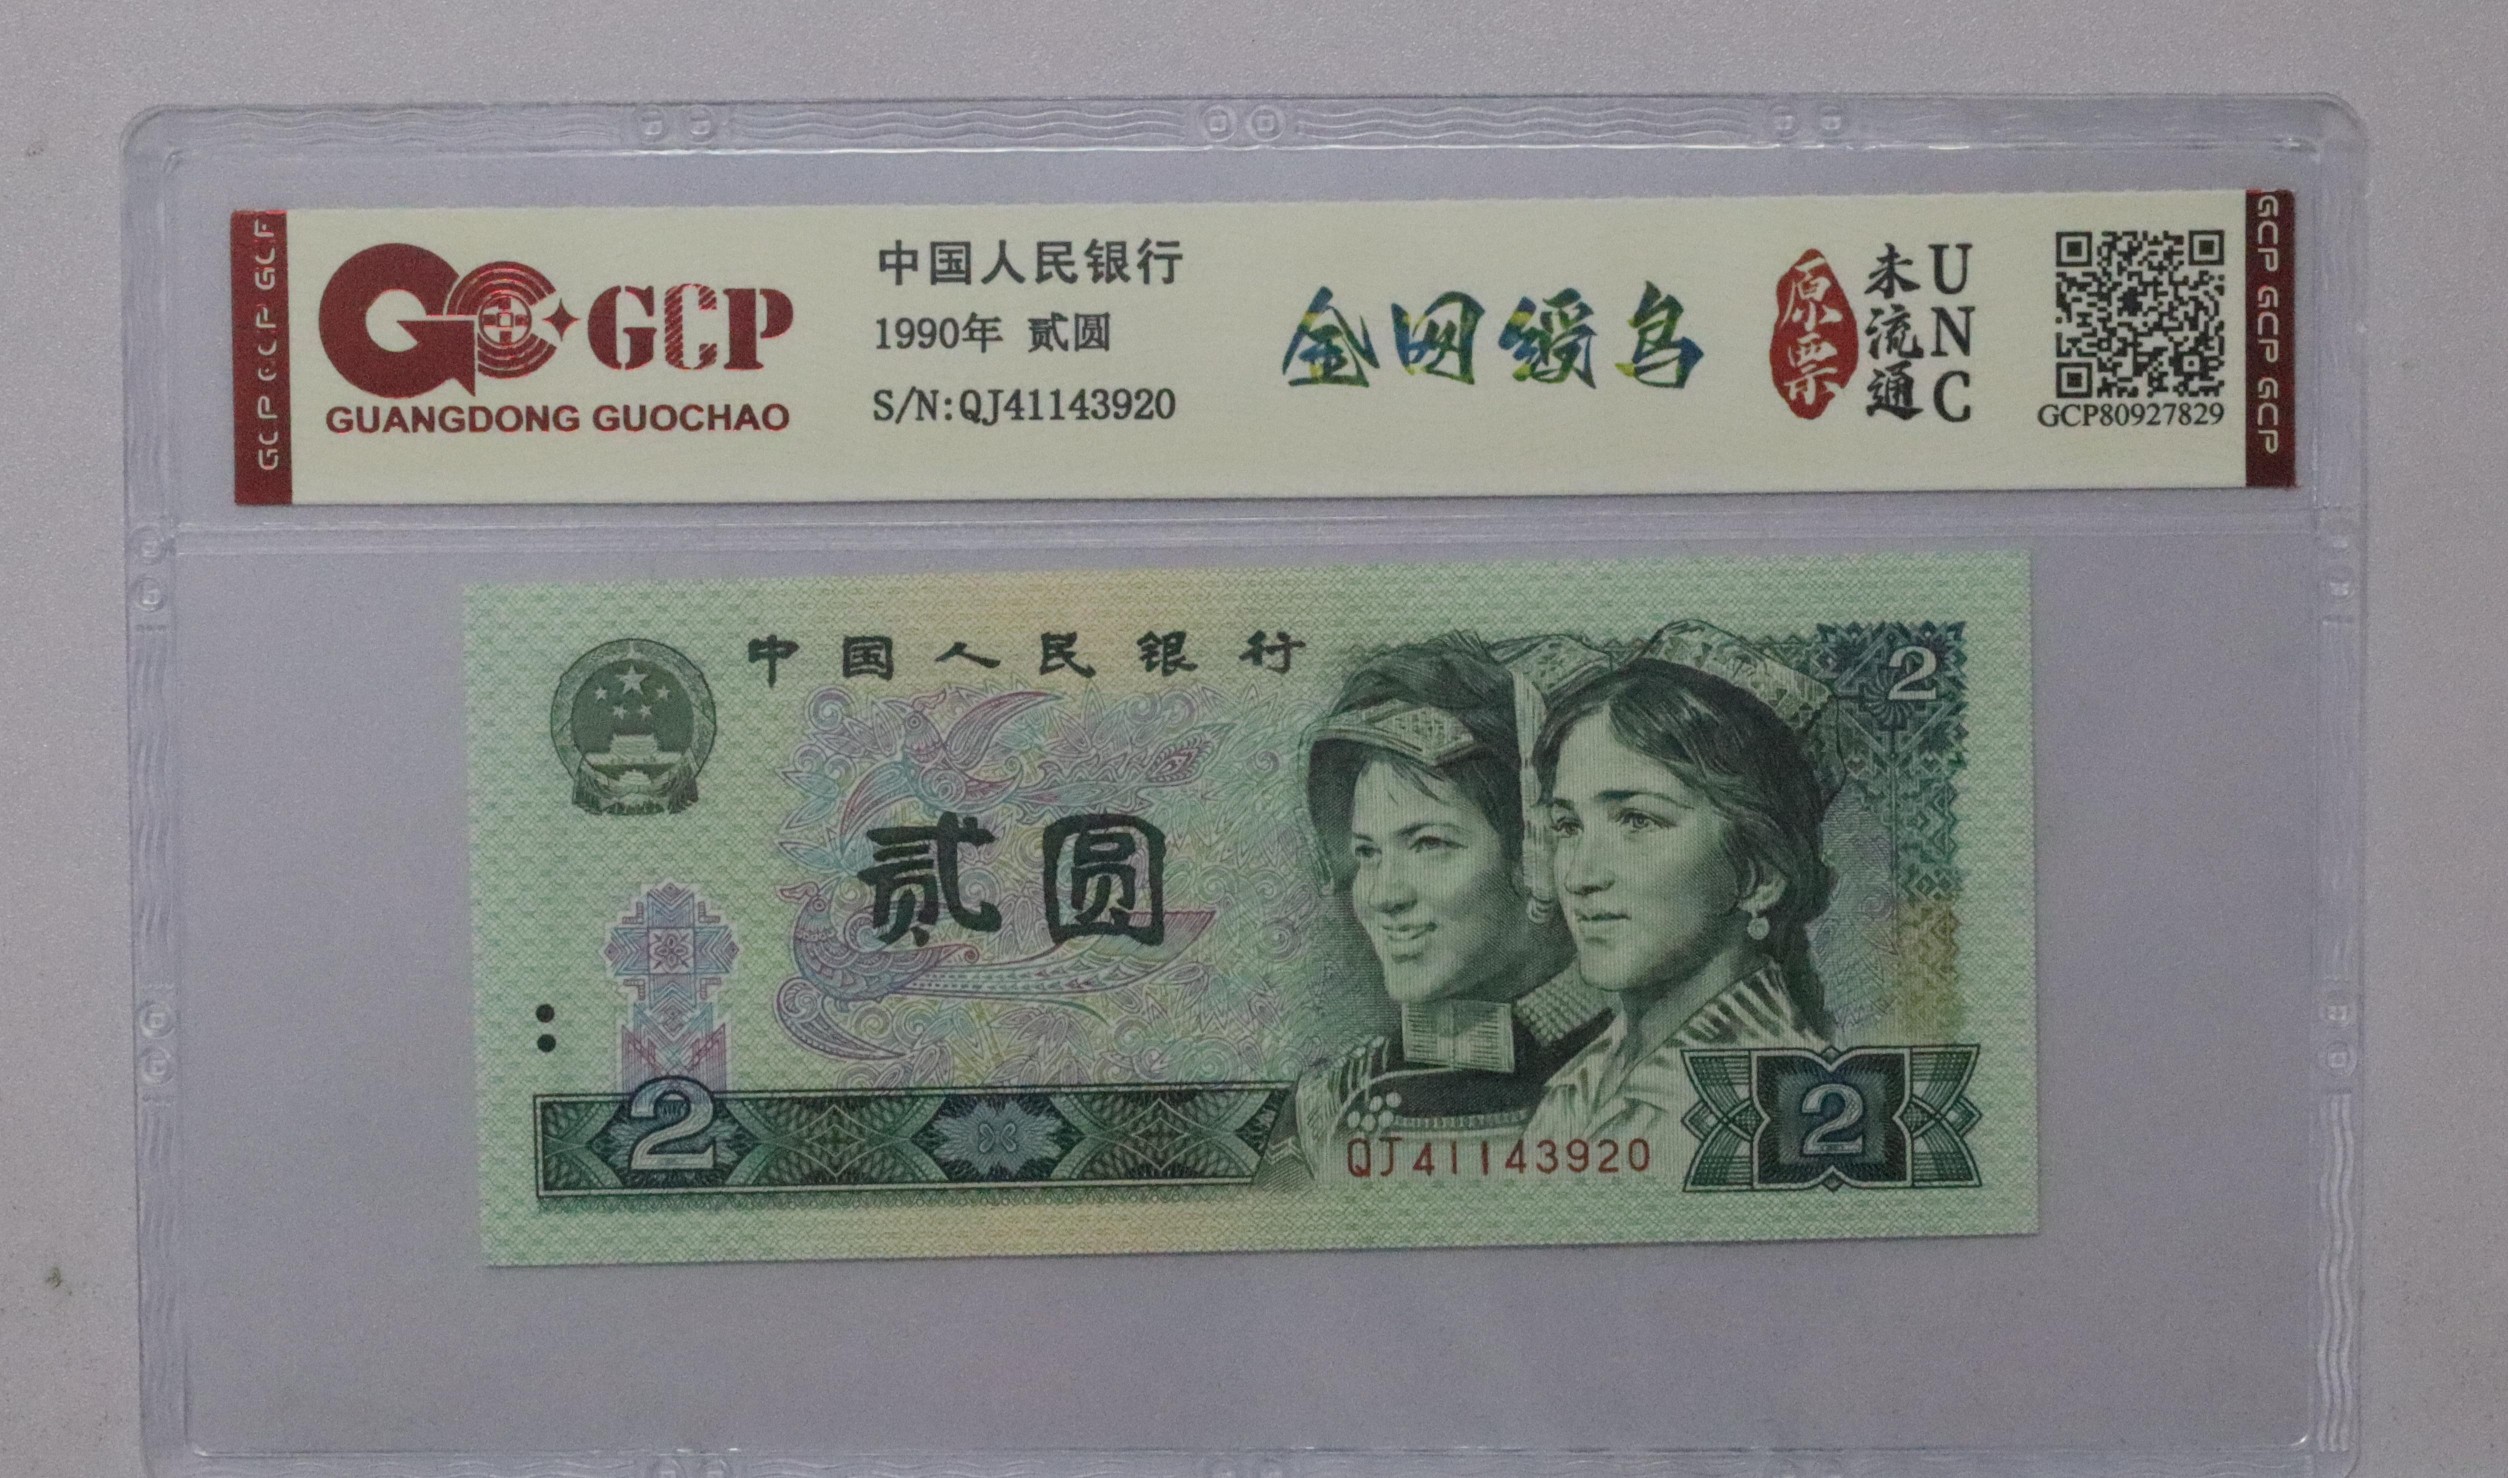 GCP GCP GCP
GCP
GUANGDONG GUOCHAO
中国人民银行
1990年 贰圆
S/N:QJ41143920
金网绶鸟
原票
未流通
UNC
GCP80927829
GCP GCP GCP
中国人民银行
2
贰圆
2
QJ41143920
2